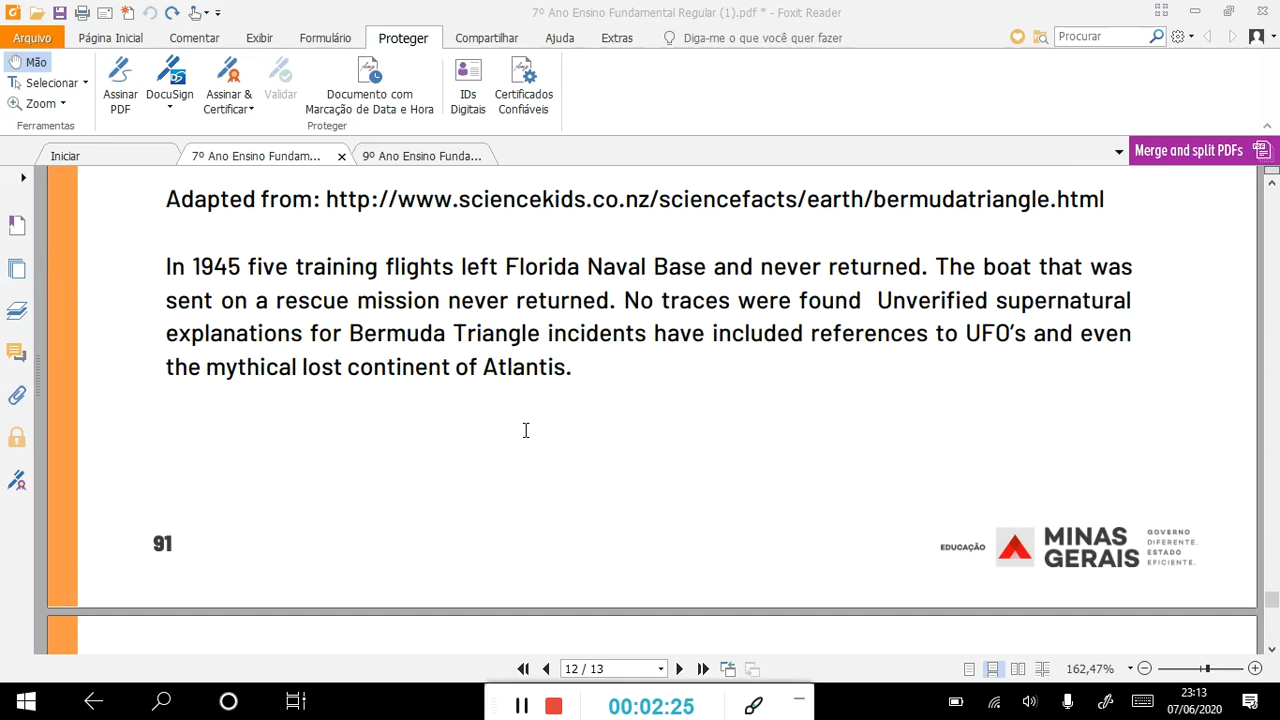 7º Ano Ensino Fundamental Regular (1).pdf * - Foxit Reader
Arquivo Página Inicial Comentar Exibir Formulário Proteger Compartilhar Ajuda Extras Diga-me o que você quer fazer Procurar
Mão
Selecionar
Zoom
Ferramentas
Assinar PDF
DocuSign
Assinar & Certificar
Validar
Documento com Marcação de Data e Hora
IDs Digitais
Certificados Confiáveis
Proteger
Iniciar 7º Ano Ensino Fundam... 9º Ano Ensino Funda... Merge and split PDFs
Adapted from: http://www.sciencekids.co.nz/sciencefacts/earth/bermudatriangle.html
In 1945 five training flights left Florida Naval Base and never returned. The boat that was
sent on a rescue mission never returned. No traces were found Unverified supernatural
explanations for Bermuda Triangle incidents have included references to UFO's and even
the mythical lost continent of Atlantis.
91
EDUCAÇÃO
MINAS GERAIS
GOVERNO
DIFERENTE.
ESTADO
EFICIENTE.
12 / 13
162,47%
00:02:25
23:13
07/06/2020